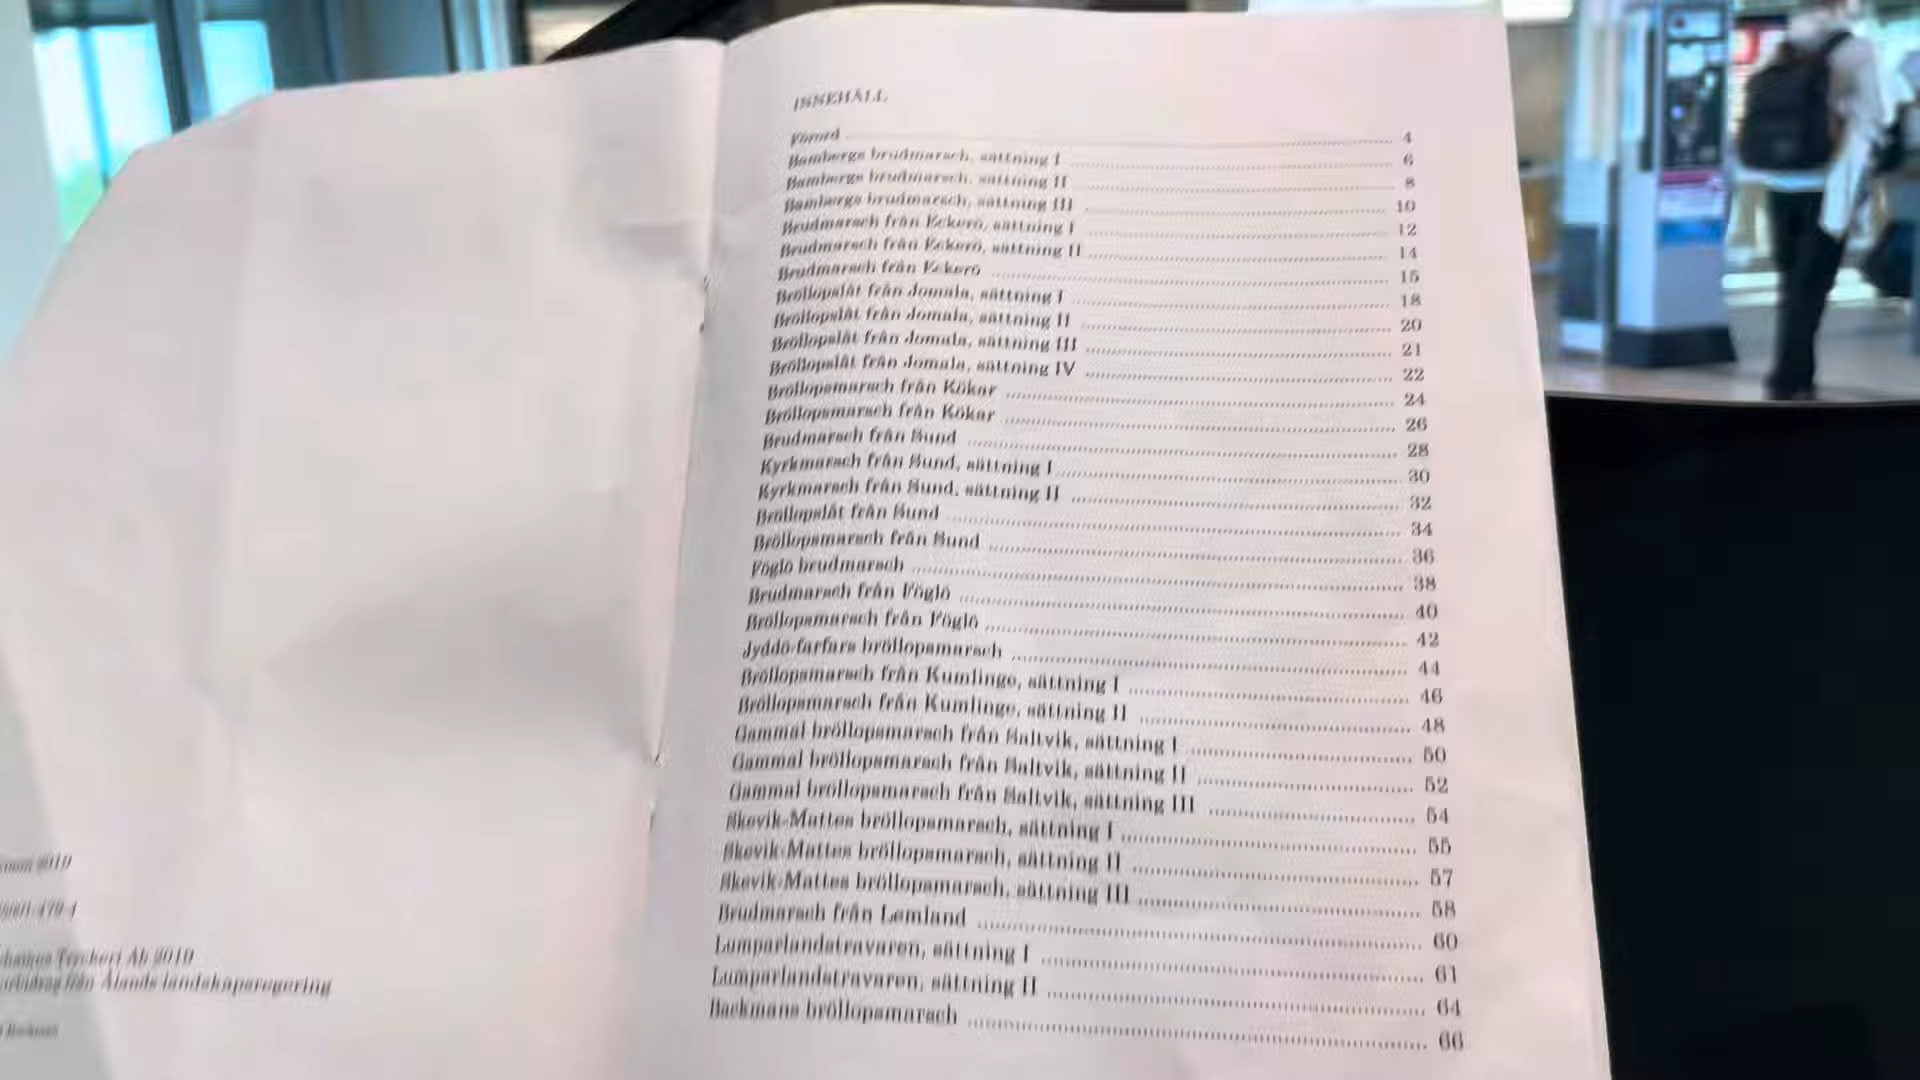 2010
Tryckeri Ab 2010
från Ålands landskapsregering
INNEHÅLL
Förord 4
Bambergs brudmarsch, sättning I 6
Bambergs brudmarsch, sättning II 8
Bambergs brudmarsch, sättning III 10
Brudmarsch från Eckerö, sättning I 12
Brudmarsch från Eckerö, sättning II 14
Brudmarsch från Eckerö 15
Bröllopslåt från Jomala, sättning I 18
Bröllopslåt från Jomala, sättning II 20
Bröllopslåt från Jomala, sättning III 21
Bröllopslåt från Jomala, sättning IV 22
Bröllopsmarsch från Kökar 24
Bröllopsmarsch från Kökar 26
Brudmarsch från Sund 28
Kyrkmarsch från Sund, sättning I 30
Kyrkmarsch från Sund, sättning II 32
Bröllopslåt från Sund 34
Bröllopsmarsch från Sund 36
Föglö brudmarsch 38
Brudmarsch från Föglö 40
Bröllopsmarsch från Föglö 42
Jyddö-farfars bröllopsmarsch 44
Bröllopsmarsch från Kumlinge, sättning I 46
Bröllopsmarsch från Kumlinge, sättning II 48
Gammal bröllopsmarsch från Saltvik, sättning I 50
Gammal bröllopsmarsch från Saltvik, sättning II 52
Gammal bröllopsmarsch från Saltvik, sättning III 54
Skevik-Mattes bröllopsmarsch, sättning I 55
Skevik-Mattes bröllopsmarsch, sättning II 57
Skevik-Mattes bröllopsmarsch, sättning III 58
Brudmarsch från Lemland 60
Lumparlandstravaren, sättning I 61
Lumparlandstravaren, sättning II 64
Backmans bröllopsmarsch 66